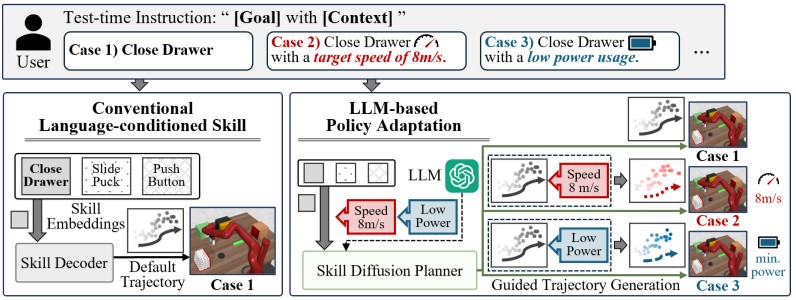 Test-time Instruction: “ [Goal] with [Context] ”
User
Case 1) Close Drawer
Case 2) Close Drawer
with a target speed of 8m/s.
Case 3) Close Drawer
with a low power usage.
...
Conventional
Language-conditioned Skill
Close
Drawer
Slide
Puck
Push
Button
Skill
Embeddings
Skill Decoder
Default
Trajectory
Case 1
LLM-based
Policy Adaptation
LLM
Speed
8m/s
Low
Power
Skill Diffusion Planner
Case 1
Speed
8 m/s
Case 2
8m/s
Low
Power
Case 3
min.
power
Guided Trajectory Generation